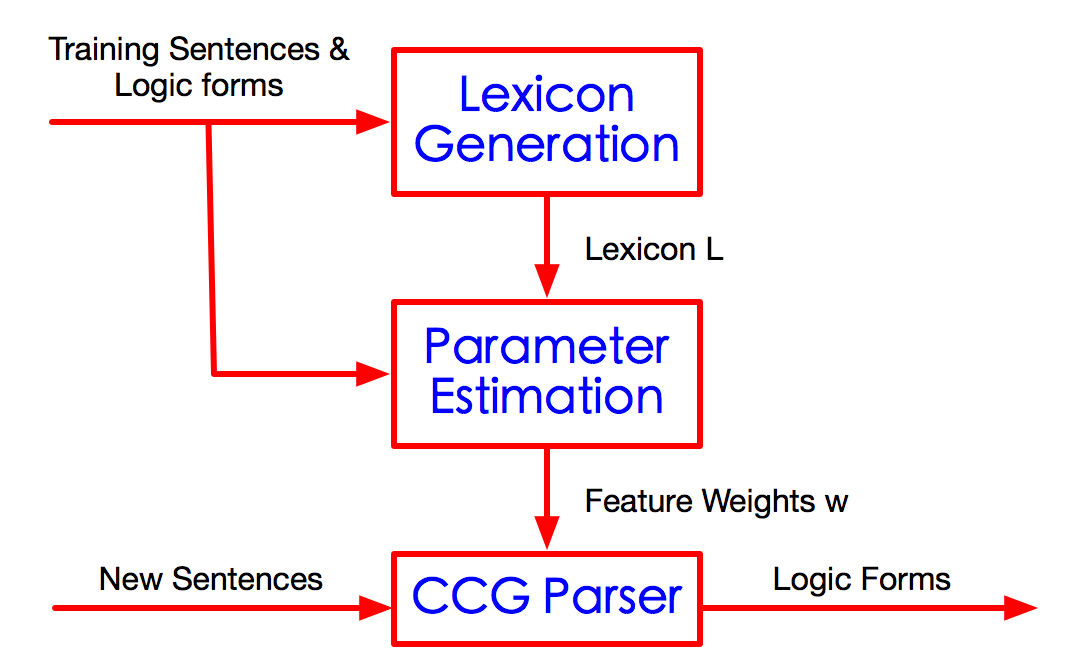 Training Sentences &
Logic forms
Lexicon
Generation
Lexicon L
Parameter
Estimation
Feature Weights w
New Sentences
CCG Parser
Logic Forms